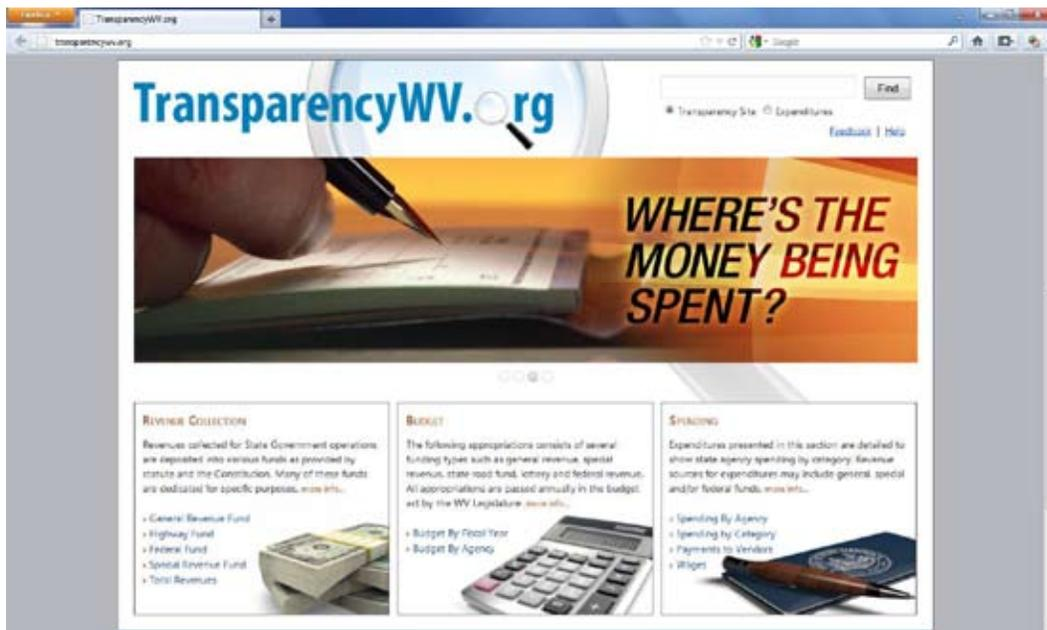 Firefox
TransparencyWV.org
transparencywv.org
Google
TransparencyWV.org
Find
Transparency Site Expenditures
Feedback | Help
WHERE'S THE
MONEY BEING
SPENT?
REVENUE COLLECTION
Revenues collected for State Government operations
are deposited into various funds as provided by
statute and the Constitution. Many of these funds
are dedicated for specific purposes. more info...
› General Revenue Fund
› Highway Fund
› Federal Fund
› Special Revenue Fund
› Total Revenues
BUDGET
The following appropriations consists of several
funding types such as general revenue, special
revenue, state road fund, lottery and federal revenue.
All appropriations are passed annually in the budget
act by the WV Legislature. more info...
› Budget By Fiscal Year
› Budget By Agency
SPENDING
Expenditures presented in this section are detailed to
show state agency spending by category. Revenue
sources for expenditures may include general, special
and/or federal funds. more info...
› Spending By Agency
› Spending by Category
› Payments to Vendors
› Wages